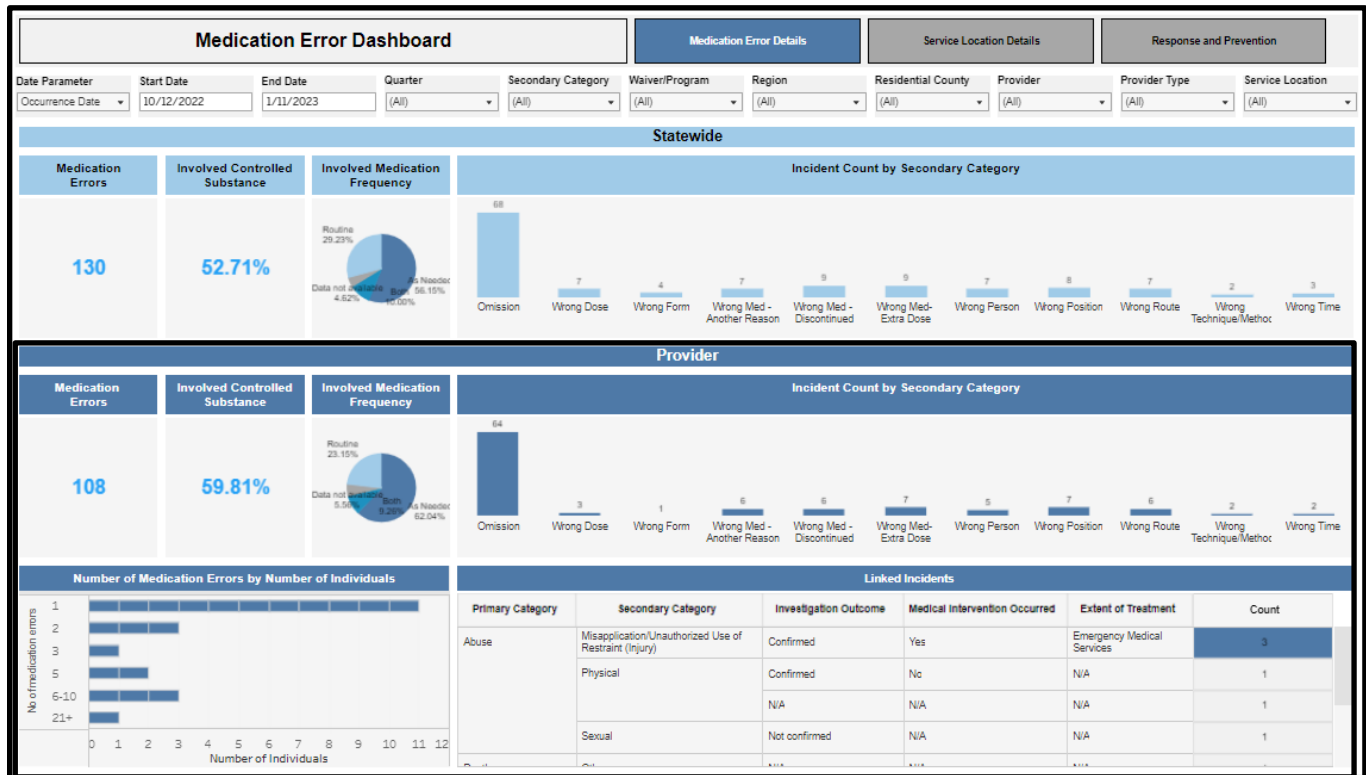 Medication Error Dashboard
Medication Error Details
Service Location Details
Response and Prevention
Date Parameter
Start Date
End Date
Quarter
Secondary Category
Waiver/Program
Region
Residential County
Provider
Provider Type
Service Location
Occurrence Date
10/12/2022
1/11/2023
(All)
(All)
(All)
(All)
(All)
(All)
(All)
(All)
Statewide
Medication
Errors
Involved Controlled
Substance
Involved Medication
Frequency
Incident Count by Secondary Category
130
52.71%
Routine
29.23%
Data not available
4.62%
Both
10.00%
As Needed
56.15%
68
7
4
7
9
9
7
8
7
2
3
Omission
Wrong Dose
Wrong Form
Wrong Med -
Another Reason
Wrong Med -
Discontinued
Wrong Med-
Extra Dose
Wrong Person
Wrong Position
Wrong Route
Wrong
Technique/Method
Wrong Time
Provider
Medication
Errors
Involved Controlled
Substance
Involved Medication
Frequency
Incident Count by Secondary Category
108
59.81%
Routine
23.15%
Data not available
5.56%
Both
9.26%
As Needed
62.04%
64
3
1
6
6
7
5
7
6
2
2
Omission
Wrong Dose
Wrong Form
Wrong Med -
Another Reason
Wrong Med -
Discontinued
Wrong Med-
Extra Dose
Wrong Person
Wrong Position
Wrong Route
Wrong
Technique/Method
Wrong Time
Number of Medication Errors by Number of Individuals
No of medication errors
1
2
3
5
6-10
21+
0 1 2 3 4 5 6 7 8 9 10 11 12
Number of Individuals
Linked Incidents
Primary Category
Secondary Category
Investigation Outcome
Medical Intervention Occurred
Extent of Treatment
Count
Abuse
Misapplication/Unauthorized Use of
Restraint (Injury)
Confirmed
Yes
Emergency Medical
Services
3
Physical
Confirmed
No
N/A
1
N/A
N/A
N/A
1
Sexual
Not confirmed
N/A
N/A
1